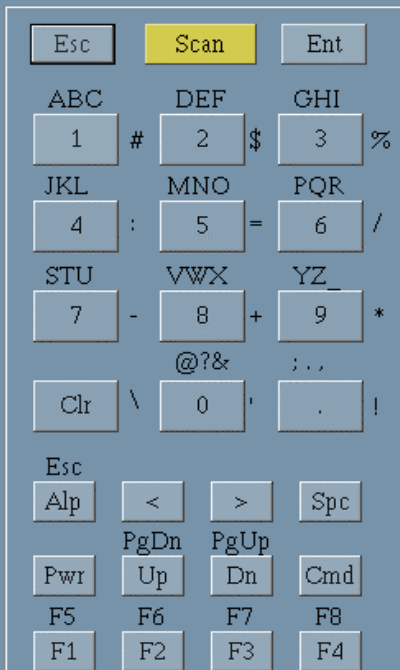 Esc Scan Ent
ABC DEF GHI
1 # 2 $ 3 %
JKL MNO PQR
4 : 5 = 6 /
STU VWX YZ_
7 - 8 + 9 *
@?& ;.,
Clr \ 0 ' . !
Esc
Alp < > Spc
PgDn PgUp
Pwr Up Dn Cmd
F5 F6 F7 F8
F1 F2 F3 F4